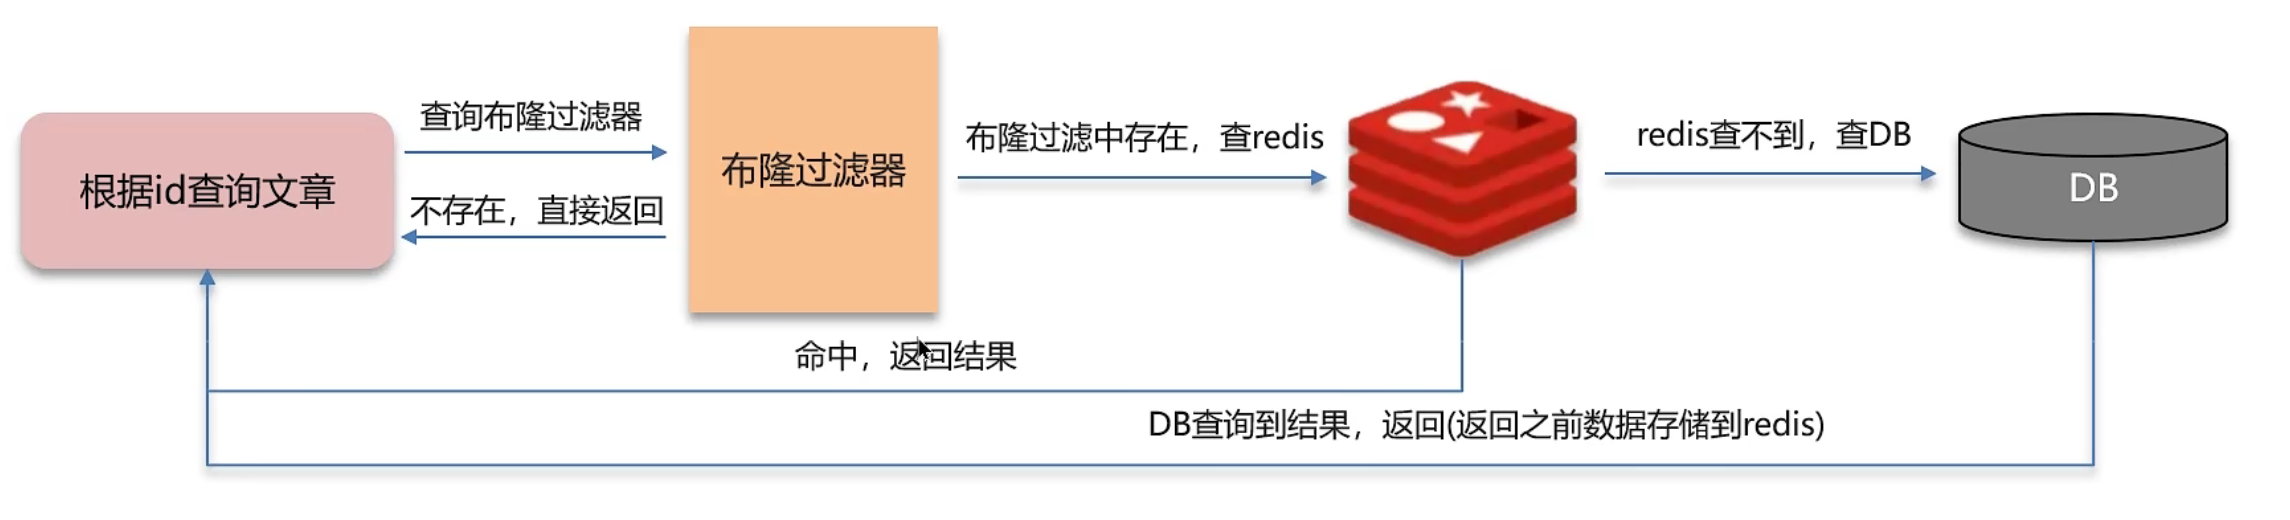 查询布隆过滤器
根据id查询文章
不存在，直接返回
布隆过滤器
布隆过滤中存在，查redis
redis查不到，查DB
DB
命中，返回结果
DB查询到结果，返回(返回之前数据存储到redis)